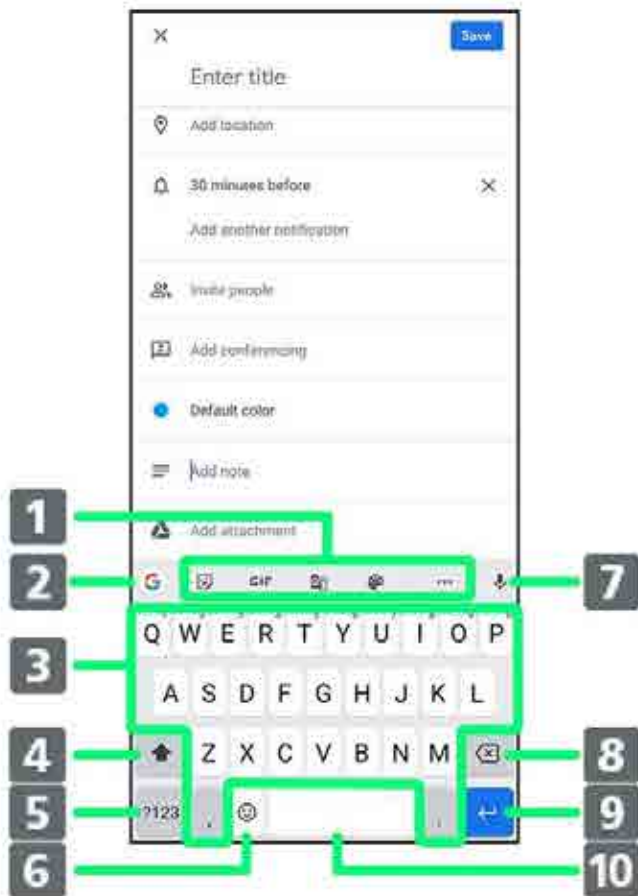 Save
Enter title
Add location
30 minutes before
Add another notification
Invite people
Add conferencing
Default color
Add note
1
Add attachment
2
G GIF
7
3
Q W E R T Y U I O P
A S D F G H J K L
4
Z X C V B N M
8
5
?123 , .
9
6
10